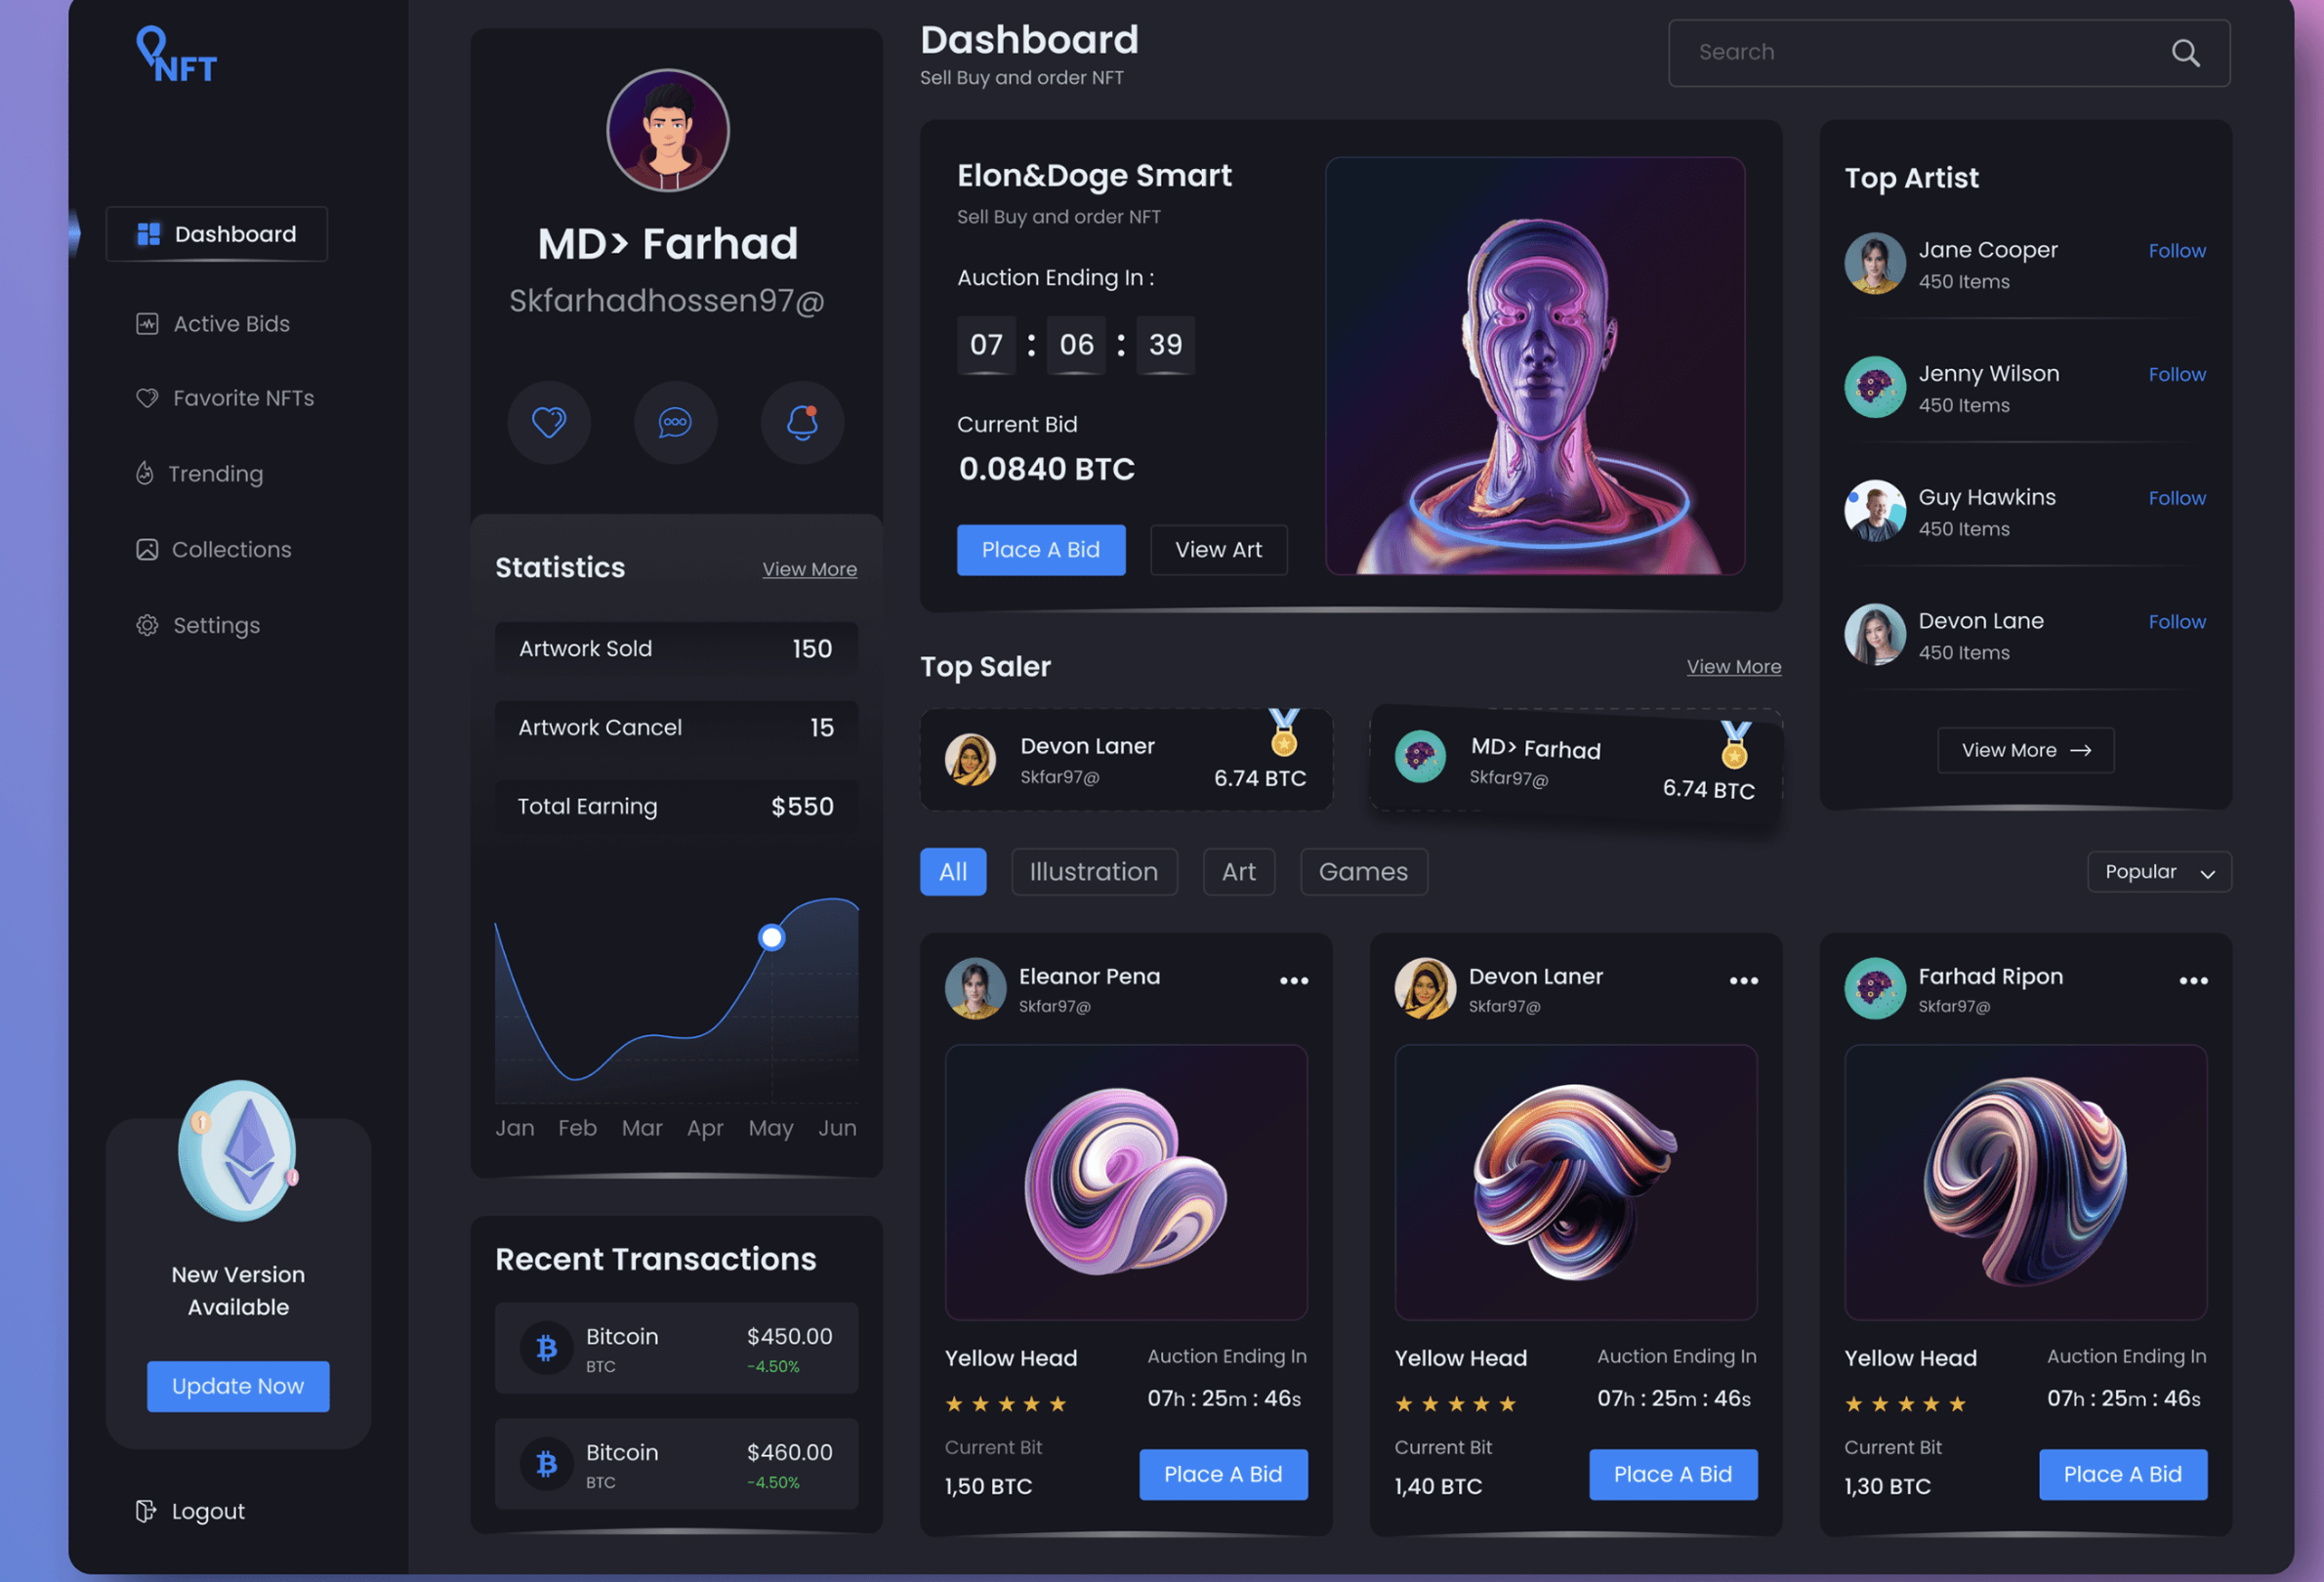 NFT
Dashboard
Active Bids
Favorite NFTs
Trending
Collections
Settings
New Version
Available
Update Now
Logout
MD> Farhad
Skfarhadhossen97@
Statistics
View More
Artwork Sold 150
Artwork Cancel 15
Total Earning $550
Jan Feb Mar Apr May Jun
Recent Transactions
Bitcoin $450.00
BTC -4.50%
Bitcoin $460.00
BTC -4.50%
Dashboard
Sell Buy and order NFT
Search
Elon&Doge Smart
Sell Buy and order NFT
Auction Ending In :
07 : 06 : 39
Current Bid
0.0840 BTC
Place A Bid
View Art
Top Artist
Jane Cooper Follow
450 Items
Jenny Wilson Follow
450 Items
Guy Hawkins Follow
450 Items
Devon Lane Follow
450 Items
View More →
Top Saler
View More
Devon Laner
Skfar97@
6.74 BTC
MD> Farhad
Skfar97@
6.74 BTC
All
Illustration
Art
Games
Popular
Eleanor Pena
Skfar97@
Yellow Head
Auction Ending In
07h : 25m : 46s
Current Bit
1,50 BTC
Place A Bid
Devon Laner
Skfar97@
Yellow Head
Auction Ending In
07h : 25m : 46s
Current Bit
1,40 BTC
Place A Bid
Farhad Ripon
Skfar97@
Yellow Head
Auction Ending In
07h : 25m : 46s
Current Bit
1,30 BTC
Place A Bid